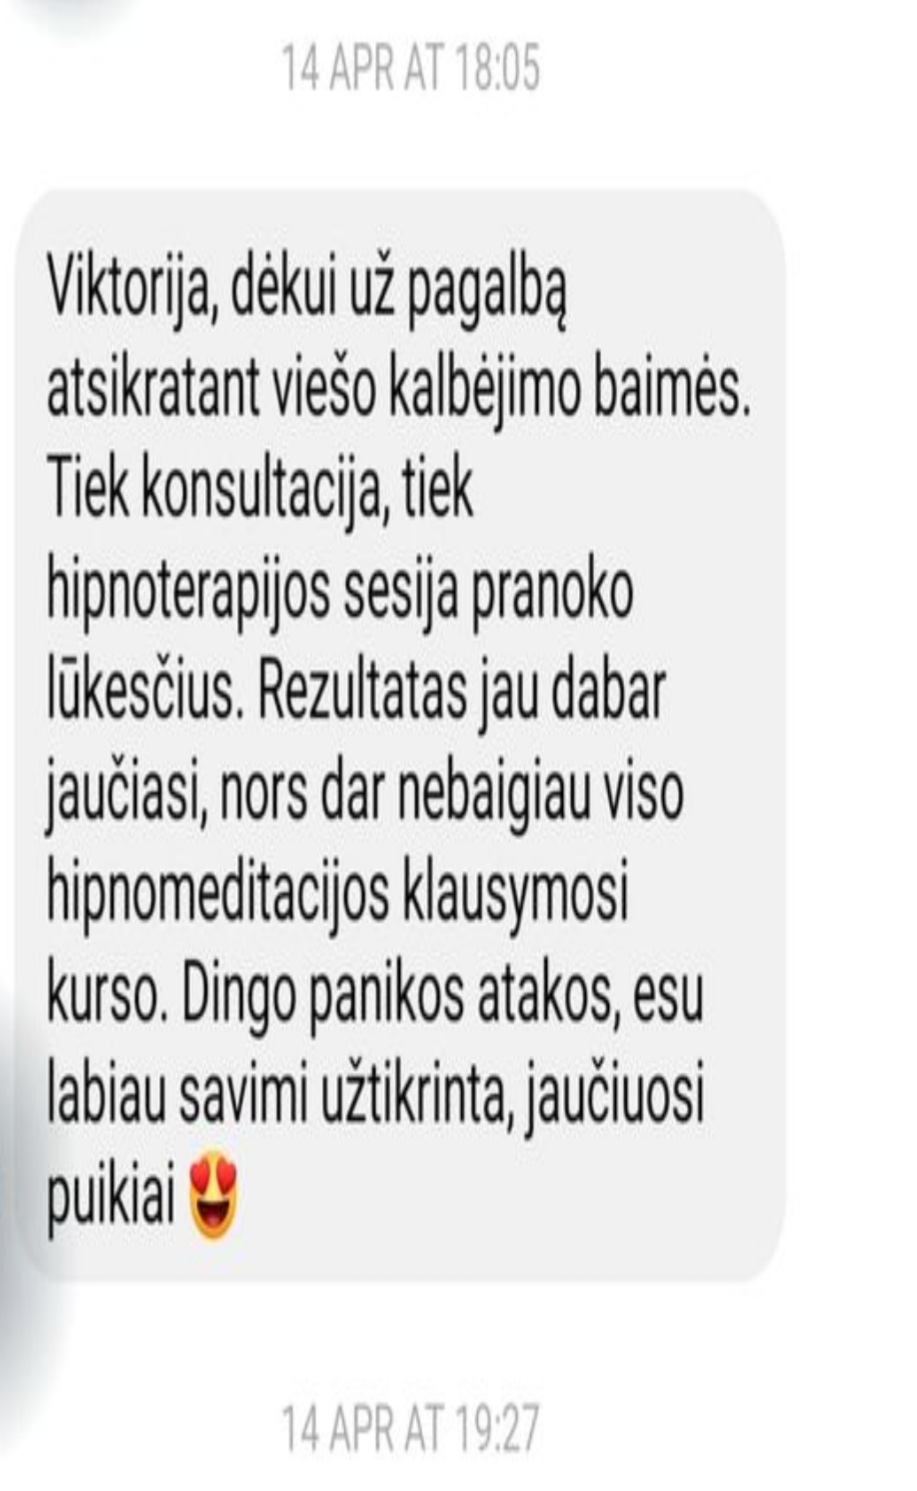 14 APR AT 18:05
Viktorija, dėkui už pagalbą
atsikratant viešo kalbėjimo baimės.
Tiek konsultacija, tiek
hipnoterapijos sesija pranoko
lūkesčius. Rezultatas jau dabar
jaučiasi, nors dar nebaigiau viso
hipnomeditacijos klausymosi
kurso. Dingo panikos atakos, esu
labiau savimi užtikrinta, jaučiuosi
puikiai 😍
14 APR AT 19:27